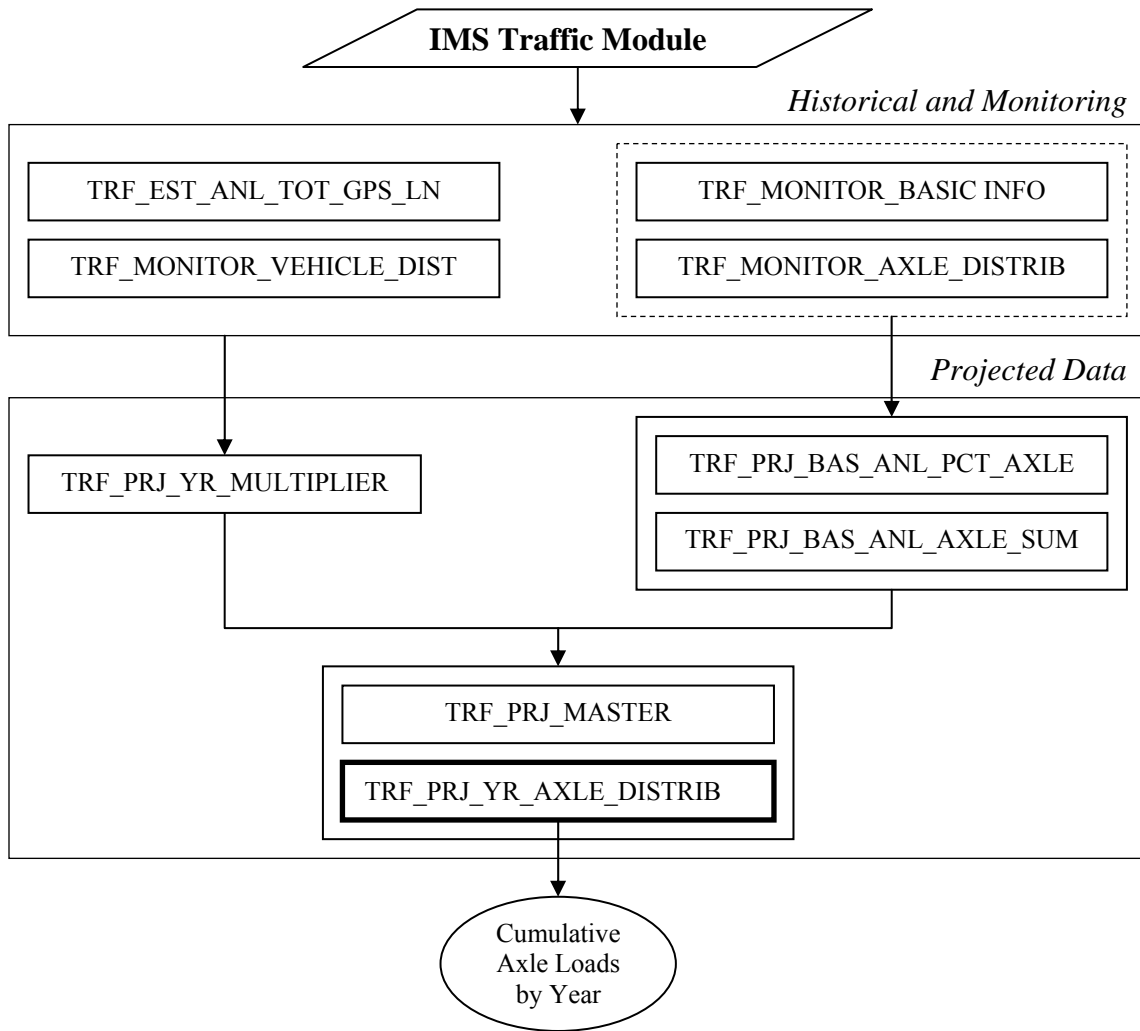 IMS Traffic Module
Historical and Monitoring
TRF_EST_ANL_TOT_GPS_LN
TRF_MONITOR_VEHICLE_DIST
TRF_MONITOR_BASIC INFO
TRF_MONITOR_AXLE_DISTRIB
Projected Data
TRF_PRJ_YR_MULTIPLIER
TRF_PRJ_BAS_ANL_PCT_AXLE
TRF_PRJ_BAS_ANL_AXLE_SUM
TRF_PRJ_MASTER
TRF_PRJ_YR_AXLE_DISTRIB
Cumulative
Axle Loads
by Year